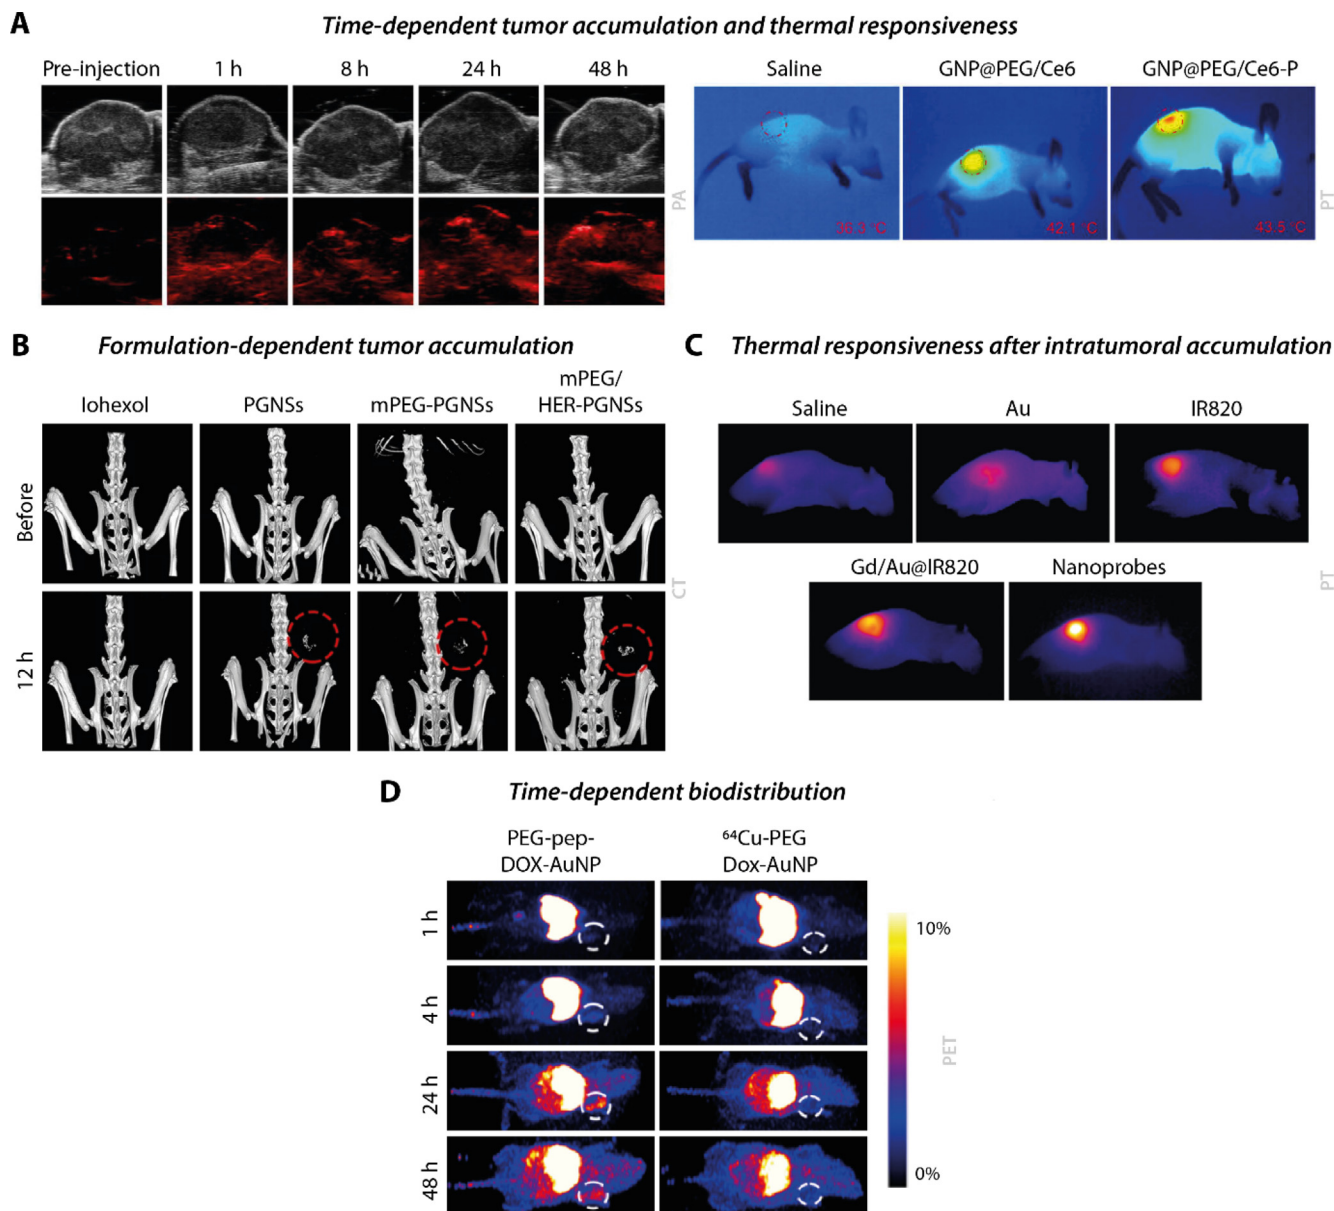 A
Time-dependent tumor accumulation and thermal responsiveness
Pre-injection 1 h 8 h 24 h 48 h
Saline GNP@PEG/Ce6 GNP@PEG/Ce6-P
PA
36.3 °C 42.1 °C 43.5 °C
PT
B
Formulation-dependent tumor accumulation
Iohexol PGNSs mPEG-PGNSs mPEG/
HER-PGNSs
Before
12 h
CT
C
Thermal responsiveness after intratumoral accumulation
Saline Au IR820
Gd/Au@IR820 Nanoprobes
PT
D
Time-dependent biodistribution
PEG-pep-
DOX-AuNP
⁶⁴Cu-PEG
Dox-AuNP
1 h
4 h
24 h
48 h
10%
0%
PET